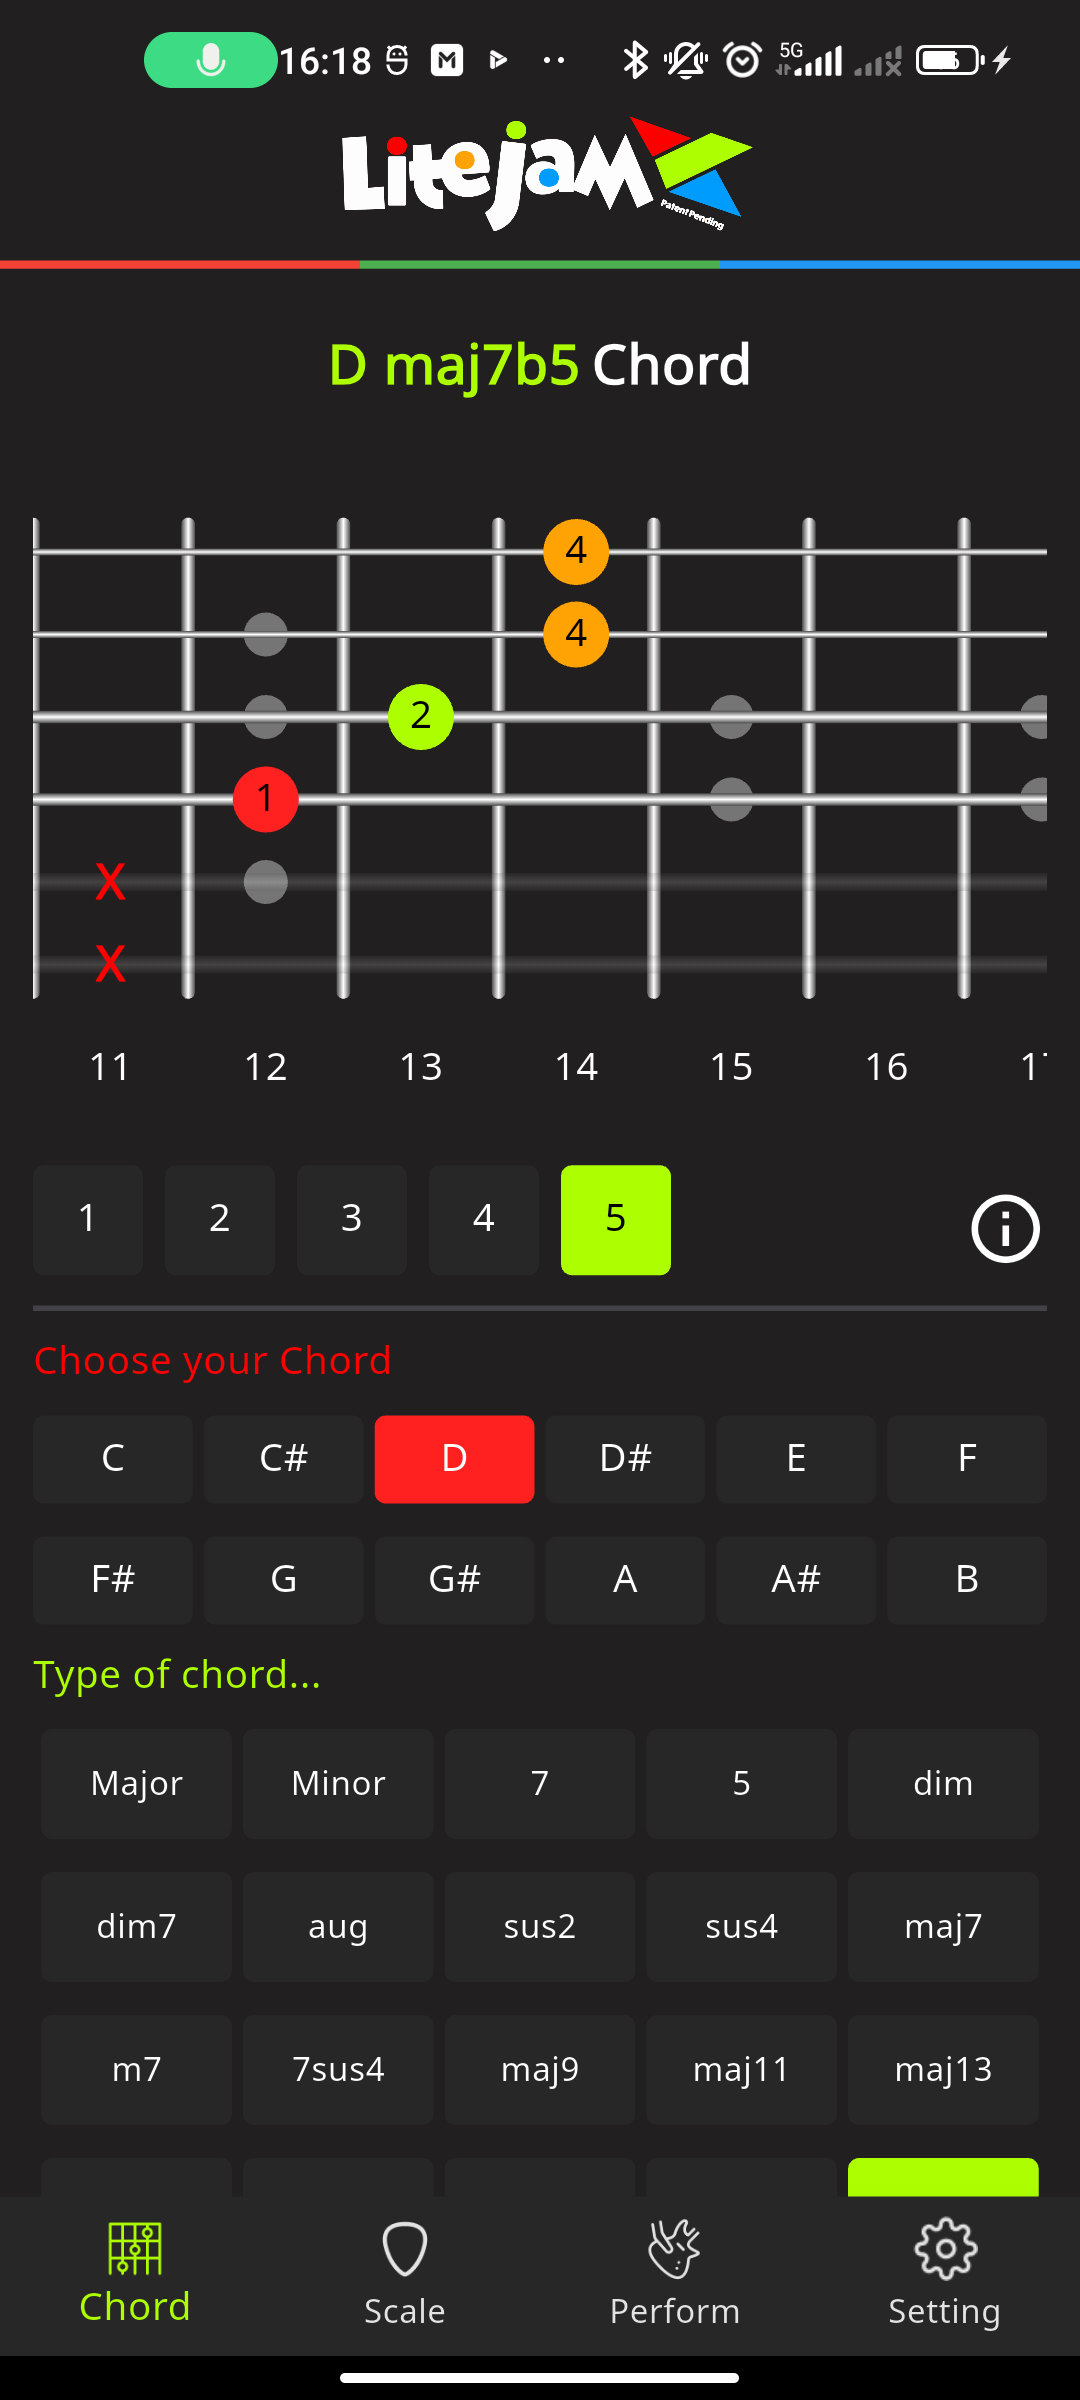 16:18
5G
Litejam
Patent Pending
D maj7b5 Chord
4
4
2
1
X
X
11 12 13 14 15 16
1 2 3 4 5
Choose your Chord
C C# D D# E F
F# G G# A A# B
Type of chord...
Major Minor 7 5 dim
dim7 aug sus2 sus4 maj7
m7 7sus4 maj9 maj11 maj13
Chord Scale Perform Setting